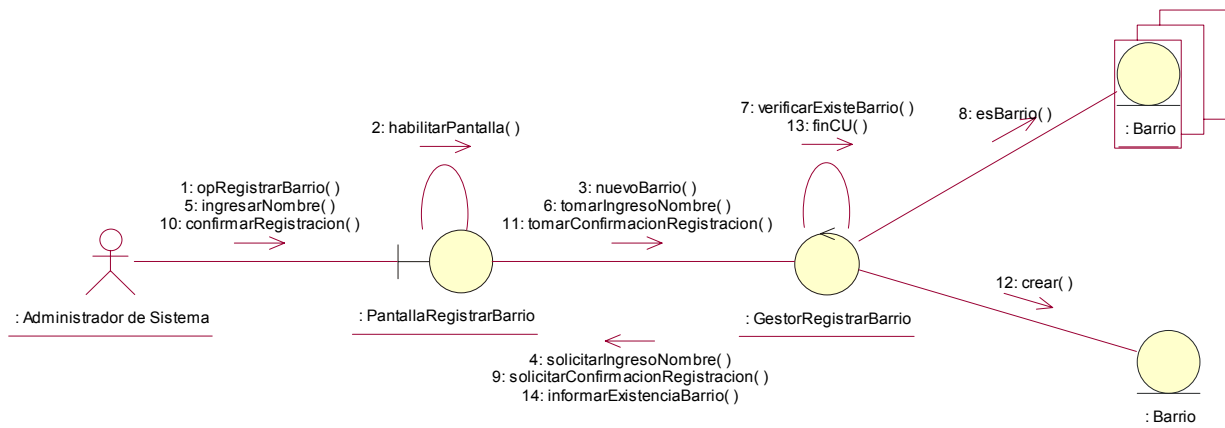 7: verificarExisteBarrio( )
13: finCU( )
8: esBarrio( )
: Barrio
2: habilitarPantalla( )
1: opRegistrarBarrio( )
5: ingresarNombre( )
10: confirmarRegistracion( )
3: nuevoBarrio( )
6: tomarIngresoNombre( )
11: tomarConfirmacionRegistracion( )
12: crear( )
: Administrador de Sistema
: PantallaRegistrarBarrio
: GestorRegistrarBarrio
4: solicitarIngresoNombre( )
9: solicitarConfirmacionRegistracion( )
14: informarExistenciaBarrio( )
: Barrio